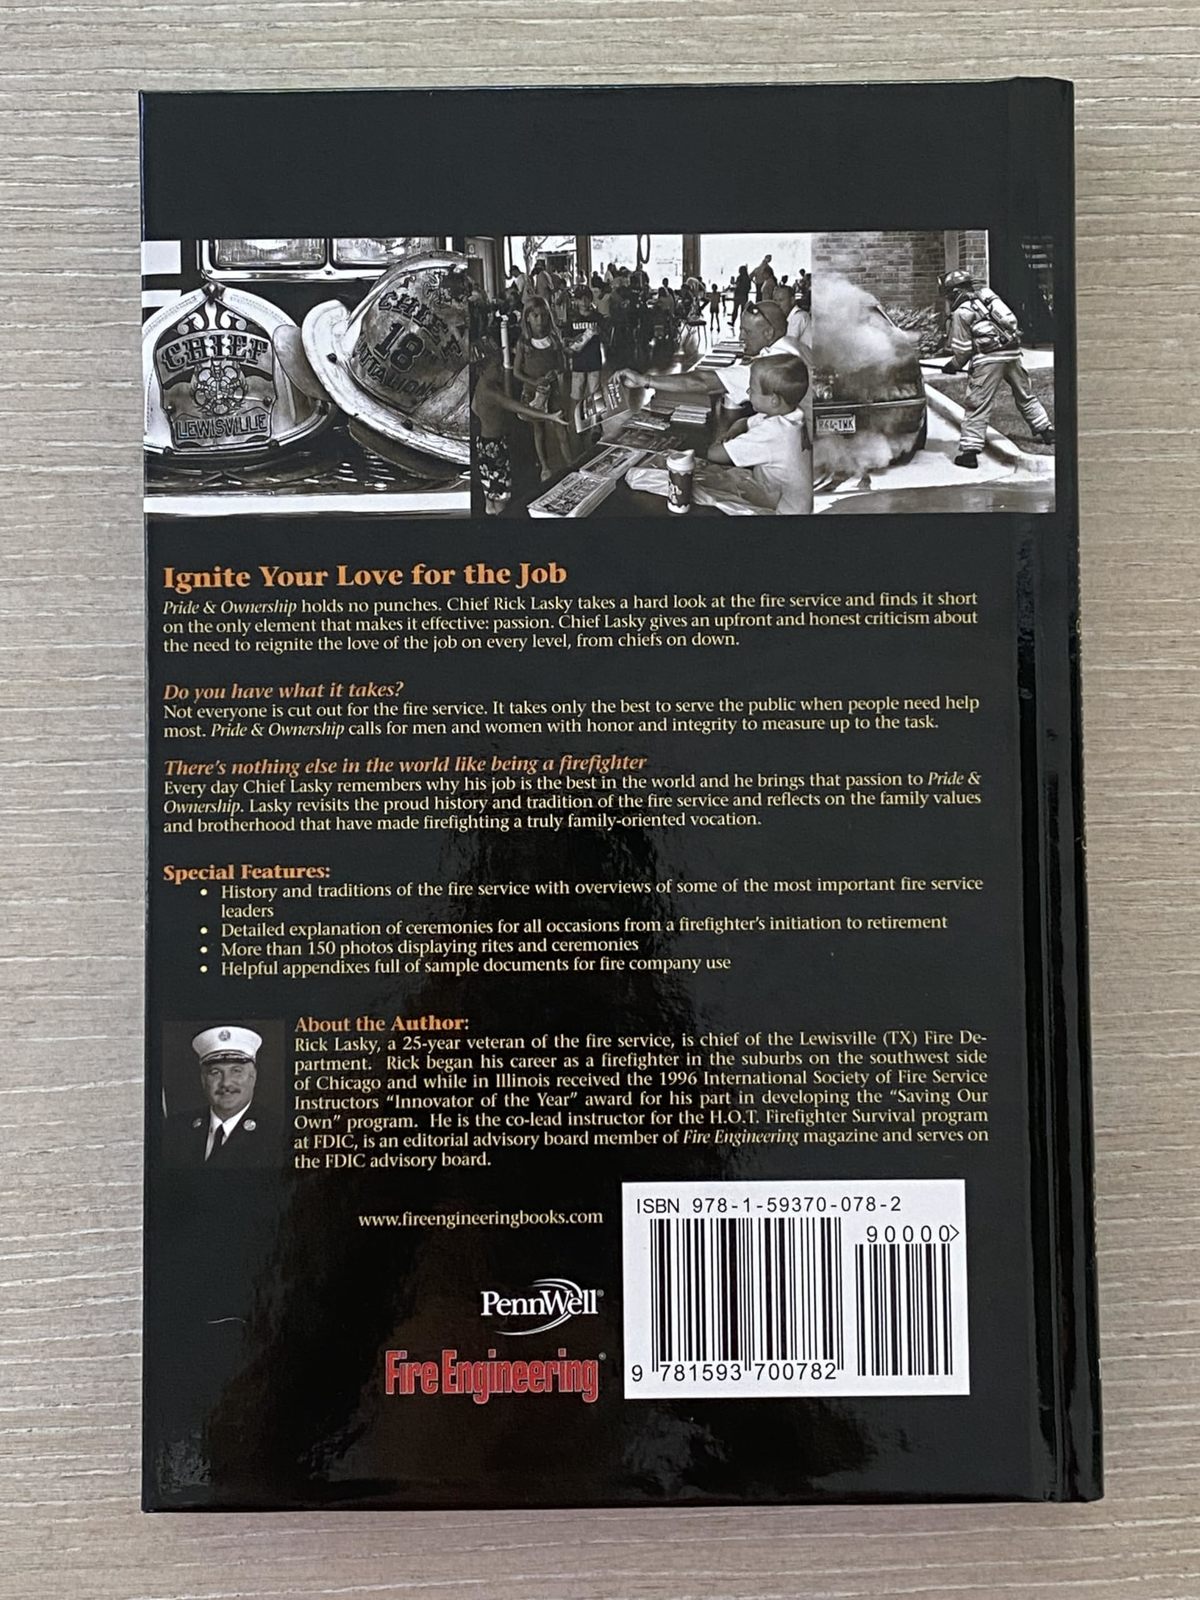 CHIEF
LEWISVILLE
CHIEF
18
BATTALION
Ignite Your Love for the Job
Pride & Ownership holds no punches. Chief Rick Lasky takes a hard look at the fire service and finds it short
on the only element that makes it effective: passion. Chief Lasky gives an upfront and honest criticism about
the need to reignite the love of the job on every level, from chiefs on down.
Do you have what it takes?
Not everyone is cut out for the fire service. It takes only the best to serve the public when people need help
most. Pride & Ownership calls for men and women with honor and integrity to measure up to the task.
There's nothing else in the world like being a firefighter
Every day Chief Lasky remembers why his job is the best in the world and he brings that passion to Pride &
Ownership. Lasky revisits the proud history and tradition of the fire service and reflects on the family values
and brotherhood that have made firefighting a truly family-oriented vocation.
Special Features:
• History and traditions of the fire service with overviews of some of the most important fire service
leaders
• Detailed explanation of ceremonies for all occasions from a firefighter's initiation to retirement
• More than 150 photos displaying rites and ceremonies
• Helpful appendixes full of sample documents for fire company use
About the Author:
Rick Lasky, a 25-year veteran of the fire service, is chief of the Lewisville (TX) Fire De-
partment. Rick began his career as a firefighter in the suburbs on the southwest side
of Chicago and while in Illinois received the 1996 International Society of Fire Service
Instructors "Innovator of the Year" award for his part in developing the "Saving Our
Own" program. He is the co-lead instructor for the H.O.T. Firefighter Survival program
at FDIC, is an editorial advisory board member of Fire Engineering magazine and serves on
the FDIC advisory board.
www.fireengineeringbooks.com
PennWell®
Fire Engineering®
ISBN 978-1-59370-078-2
90000>
9 781593 700782